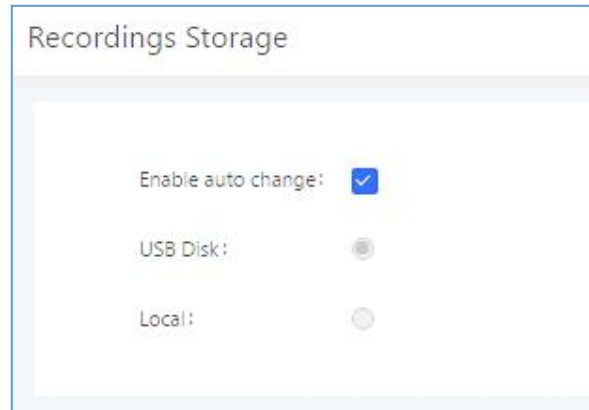 Recordings Storage
Enable auto change:
USB Disk:
Local: